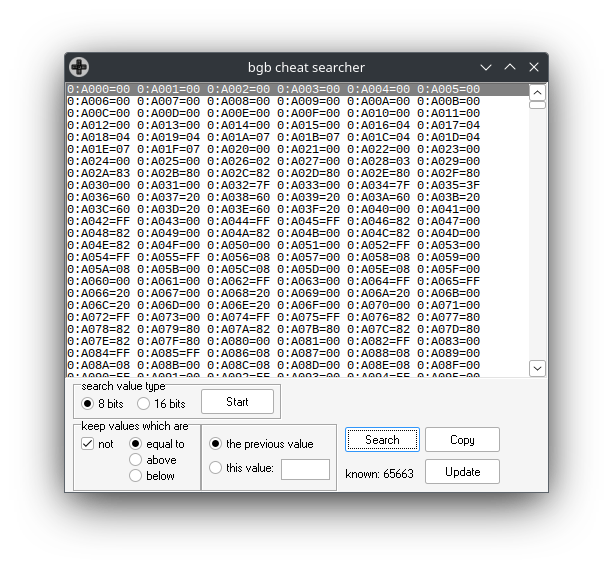 bgb cheat searcher
0:A000=00 0:A001=00 0:A002=00 0:A003=00 0:A004=00 0:A005=00
0:A006=00 0:A007=00 0:A008=00 0:A009=00 0:A00A=00 0:A00B=00
0:A00C=00 0:A00D=00 0:A00E=00 0:A00F=00 0:A010=00 0:A011=00
0:A012=00 0:A013=00 0:A014=00 0:A015=00 0:A016=04 0:A017=04
0:A018=04 0:A019=04 0:A01A=07 0:A01B=07 0:A01C=04 0:A01D=04
0:A01E=07 0:A01F=07 0:A020=00 0:A021=00 0:A022=00 0:A023=00
0:A024=00 0:A025=00 0:A026=02 0:A027=00 0:A028=03 0:A029=00
0:A02A=83 0:A02B=80 0:A02C=82 0:A02D=80 0:A02E=80 0:A02F=80
0:A030=00 0:A031=00 0:A032=7F 0:A033=00 0:A034=7F 0:A035=3F
0:A036=60 0:A037=20 0:A038=60 0:A039=20 0:A03A=60 0:A03B=20
0:A03C=60 0:A03D=20 0:A03E=60 0:A03F=20 0:A040=00 0:A041=00
0:A042=FF 0:A043=00 0:A044=FF 0:A045=FF 0:A046=82 0:A047=00
0:A048=82 0:A049=00 0:A04A=82 0:A04B=00 0:A04C=82 0:A04D=00
0:A04E=82 0:A04F=00 0:A050=00 0:A051=00 0:A052=FF 0:A053=00
0:A054=FF 0:A055=FF 0:A056=08 0:A057=00 0:A058=08 0:A059=00
0:A05A=08 0:A05B=00 0:A05C=08 0:A05D=00 0:A05E=08 0:A05F=00
0:A060=00 0:A061=00 0:A062=FF 0:A063=00 0:A064=FF 0:A065=FF
0:A066=20 0:A067=00 0:A068=20 0:A069=00 0:A06A=20 0:A06B=00
0:A06C=20 0:A06D=00 0:A06E=20 0:A06F=00 0:A070=00 0:A071=00
0:A072=FF 0:A073=00 0:A074=FF 0:A075=FF 0:A076=82 0:A077=80
0:A078=82 0:A079=80 0:A07A=82 0:A07B=80 0:A07C=82 0:A07D=80
0:A07E=82 0:A07F=80 0:A080=00 0:A081=00 0:A082=FF 0:A083=00
0:A084=FF 0:A085=FF 0:A086=08 0:A087=00 0:A088=08 0:A089=00
0:A08A=08 0:A08B=00 0:A08C=08 0:A08D=00 0:A08E=08 0:A08F=00
0:A090=FF 0:A091=00 0:A092=FF 0:A093=00 0:A094=FF 0:A095=00
search value type
8 bits 16 bits Start
keep values which are
not equal to the previous value Search Copy
above
this value: known: 65663 Update
below